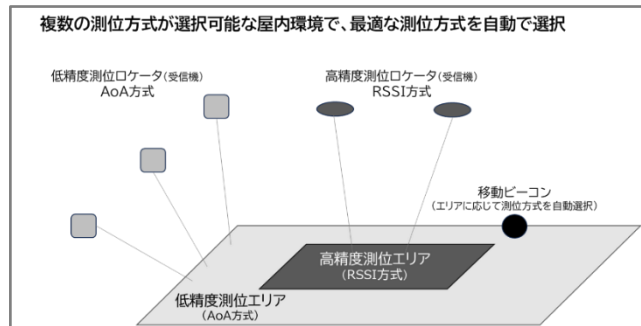 複数の測位方式が選択可能な屋内環境で、最適な測位方式を自動で選択
低精度測位ロケータ(受信機)
AoA方式
高精度測位ロケータ(受信機)
RSSI方式
移動ビーコン
(エリアに応じて測位方式を自動選択)
高精度測位エリア
(RSSI方式)
低精度測位エリア
(AoA方式)